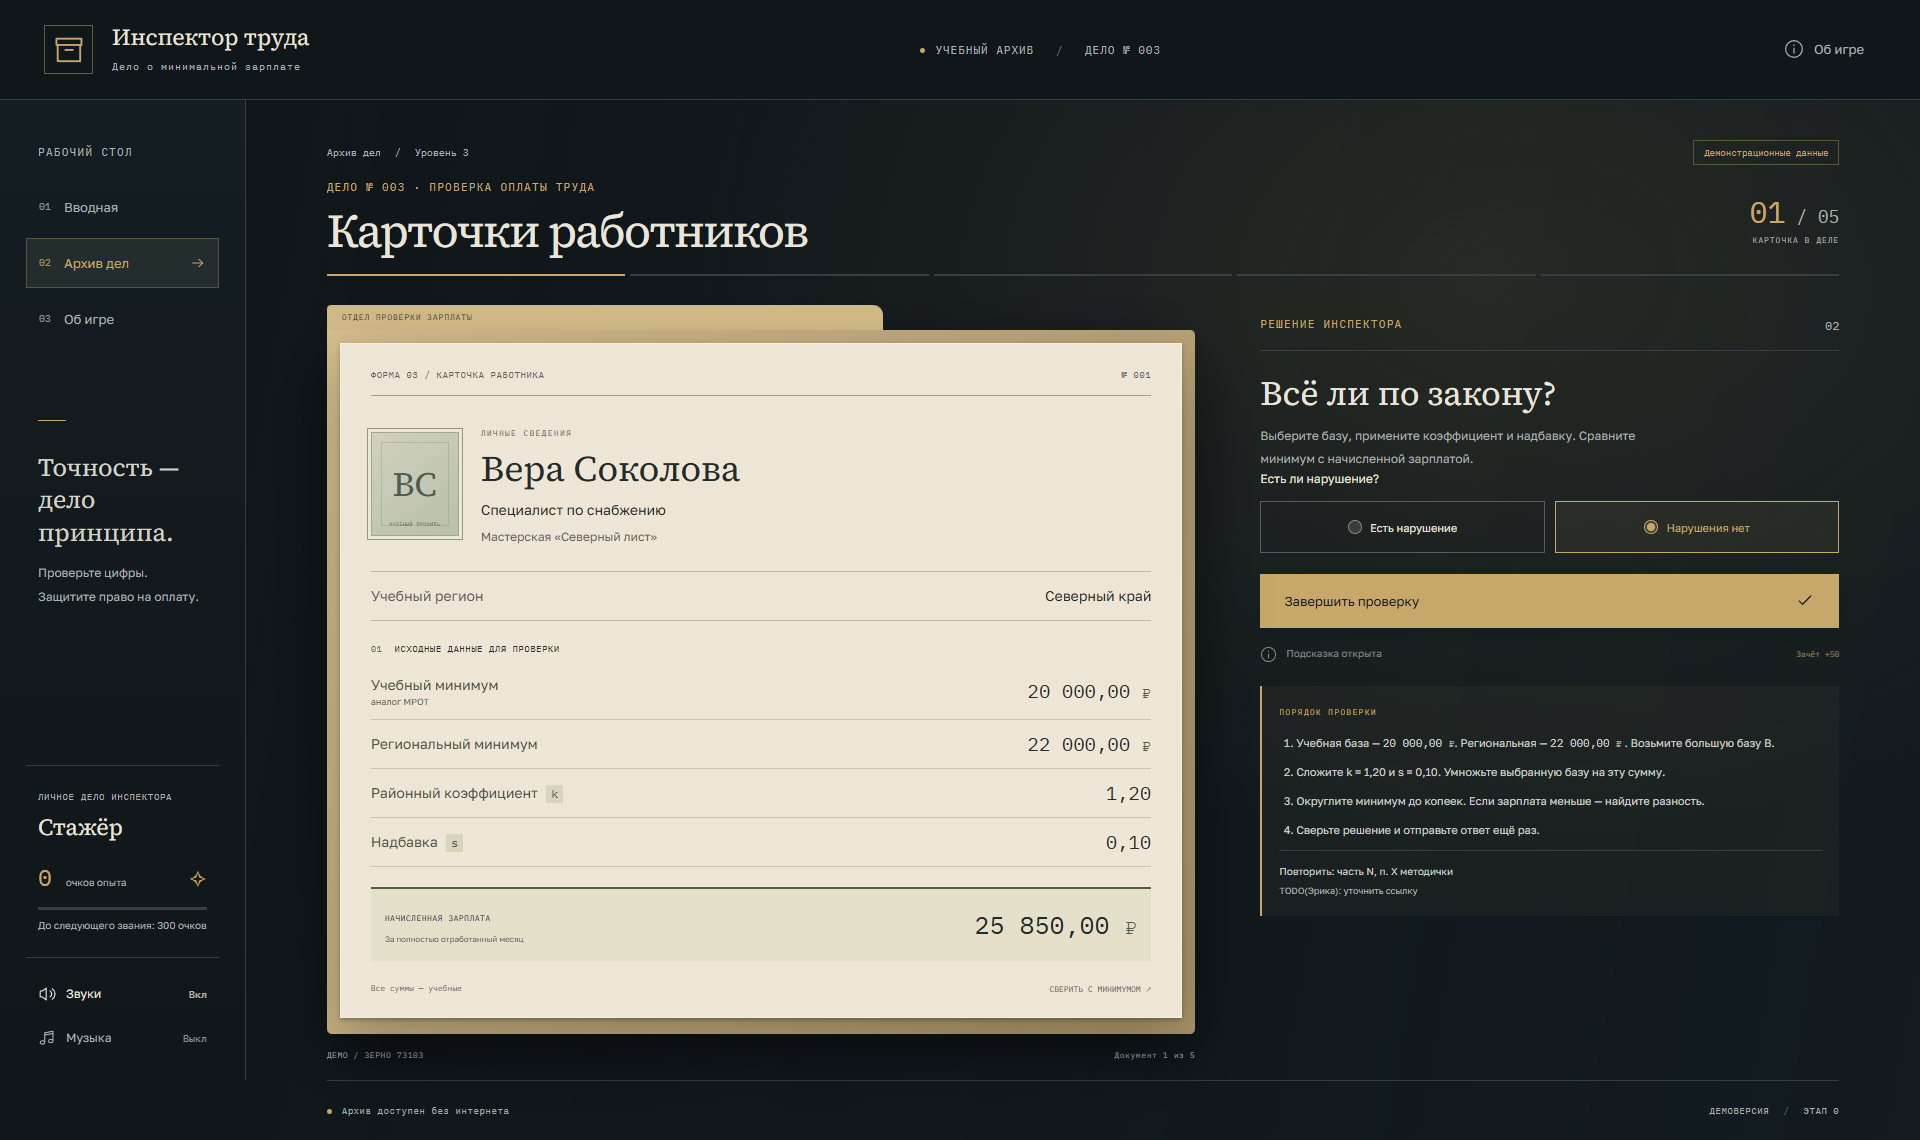 Инспектор труда
Дело о минимальной зарплате
УЧЕБНЫЙ АРХИВ / ДЕЛО № 003
Об игре
РАБОЧИЙ СТОЛ
01 Вводная
02 Архив дел →
03 Об игре
Точность —
дело
принципа.
Проверьте цифры.
Защитите право на оплату.
ЛИЧНОЕ ДЕЛО ИНСПЕКТОРА
Стажёр
0 очков опыта
До следующего звания: 300 очков
Звуки Вкл
Музыка Выкл
Архив дел / Уровень 3
Демонстрационные данные
ДЕЛО № 003 · ПРОВЕРКА ОПЛАТЫ ТРУДА
Карточки работников
01 / 05
КАРТОЧКА В ДЕЛЕ
ОТДЕЛ ПРОВЕРКИ ЗАРПЛАТЫ
ФОРМА 03 / КАРТОЧКА РАБОТНИКА № 001
ВС
УЧЕБНЫЙ ПРОФИЛЬ
ЛИЧНЫЕ СВЕДЕНИЯ
Вера Соколова
Специалист по снабжению
Мастерская «Северный лист»
Учебный регион Северный край
01 ИСХОДНЫЕ ДАННЫЕ ДЛЯ ПРОВЕРКИ
Учебный минимум 20 000,00 ₽
аналог МРОТ
Региональный минимум 22 000,00 ₽
Районный коэффициент k 1,20
Надбавка s 0,10
НАЧИСЛЕННАЯ ЗАРПЛАТА 25 850,00 ₽
За полностью отработанный месяц
Все суммы — учебные СВЕРИТЬ С МИНИМУМОМ ↗
ДЕМО / ЗЕРНО 73103 Документ 1 из 5
РЕШЕНИЕ ИНСПЕКТОРА 02
Всё ли по закону?
Выберите базу, примените коэффициент и надбавку. Сравните
минимум с начисленной зарплатой.
Есть ли нарушение?
Есть нарушение Нарушения нет
Завершить проверку
Подсказка открыта Зачёт +50
ПОРЯДОК ПРОВЕРКИ
1. Учебная база — 20 000,00 ₽. Региональная — 22 000,00 ₽ . Возьмите большую базу B.
2. Сложите k = 1,20 и s = 0,10. Умножьте выбранную базу на эту сумму.
3. Округлите минимум до копеек. Если зарплата меньше — найдите разность.
4. Сверьте решение и отправьте ответ ещё раз.
Повторить: часть N, п. X методички
TODO(Эрика): уточнить ссылку
Архив доступен без интернета
ДЕМОВЕРСИЯ / ЭТАП 0